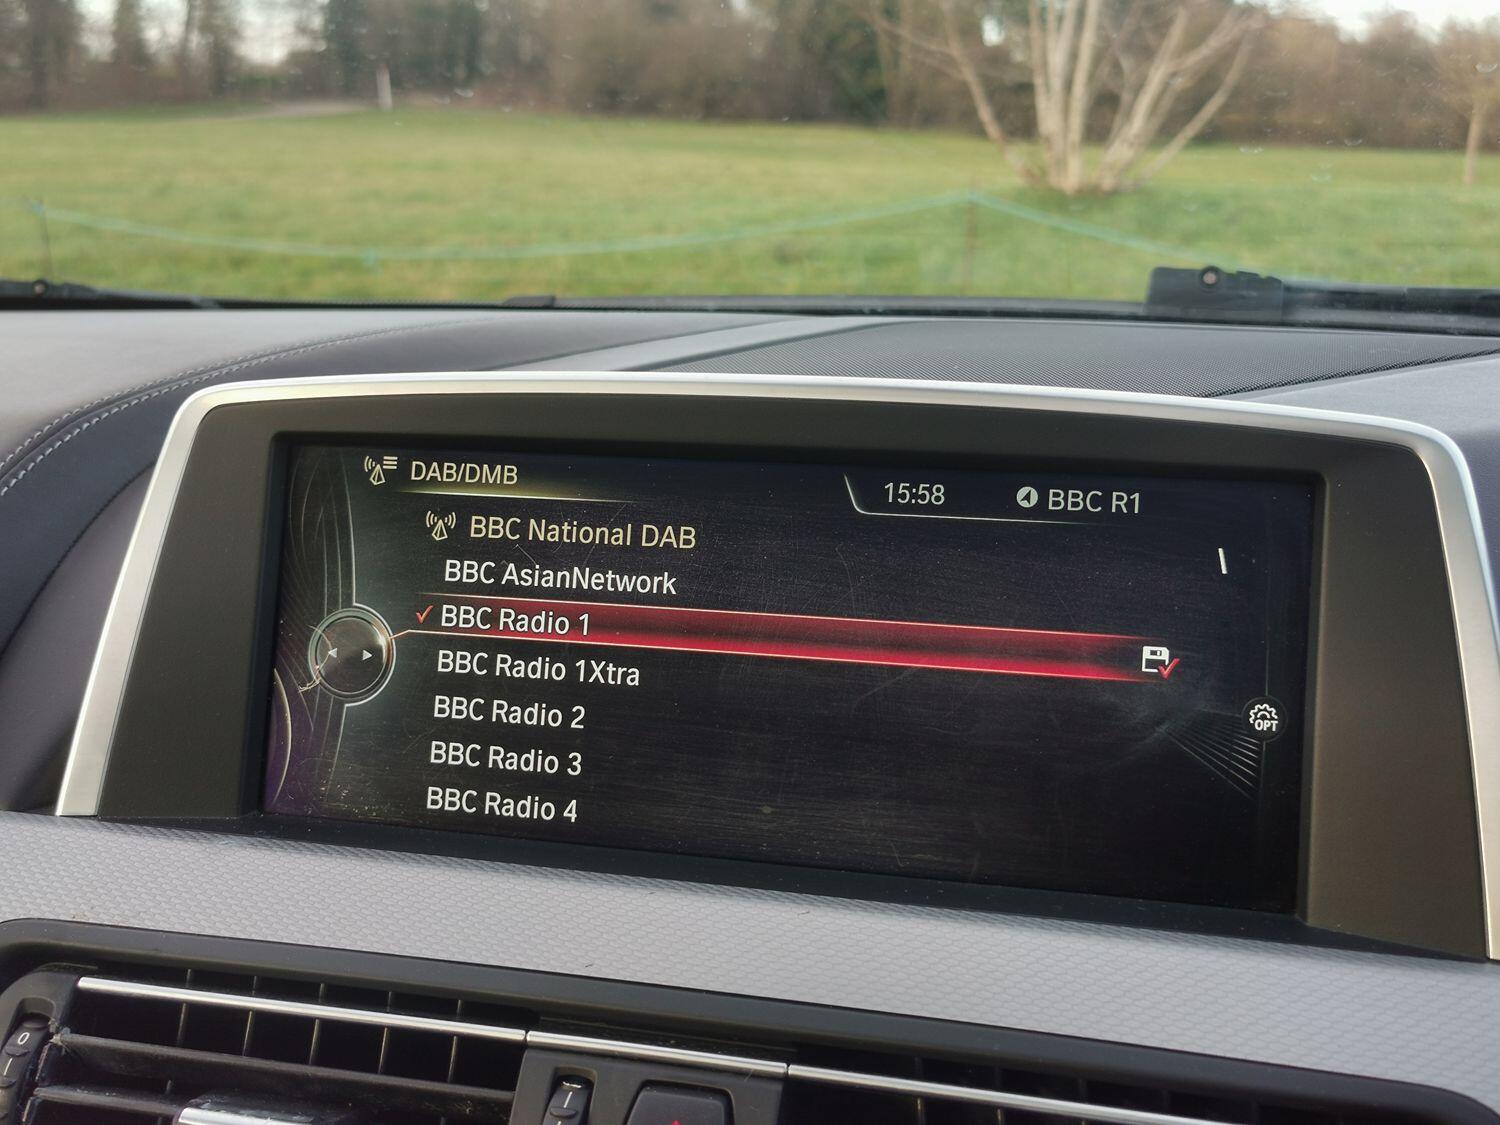 DAB/DMB
15:58
BBC R1
BBC National DAB
BBC AsianNetwork
BBC Radio 1
BBC Radio 1Xtra
BBC Radio 2
BBC Radio 3
BBC Radio 4
OPT
0